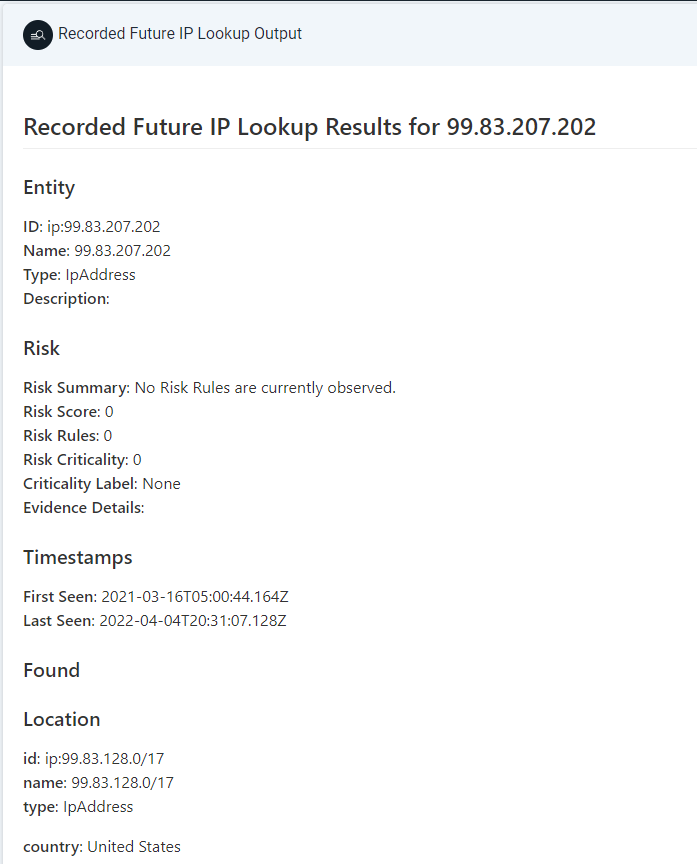 Recorded Future IP Lookup Output
Recorded Future IP Lookup Results for 99.83.207.202
Entity
ID: ip:99.83.207.202
Name: 99.83.207.202
Type: IpAddress
Description:
Risk
Risk Summary: No Risk Rules are currently observed.
Risk Score: 0
Risk Rules: 0
Risk Criticality: 0
Criticality Label: None
Evidence Details:
Timestamps
First Seen: 2021-03-16T05:00:44.164Z
Last Seen: 2022-04-04T20:31:07.128Z
Found
Location
id: ip:99.83.128.0/17
name: 99.83.128.0/17
type: IpAddress
country: United States